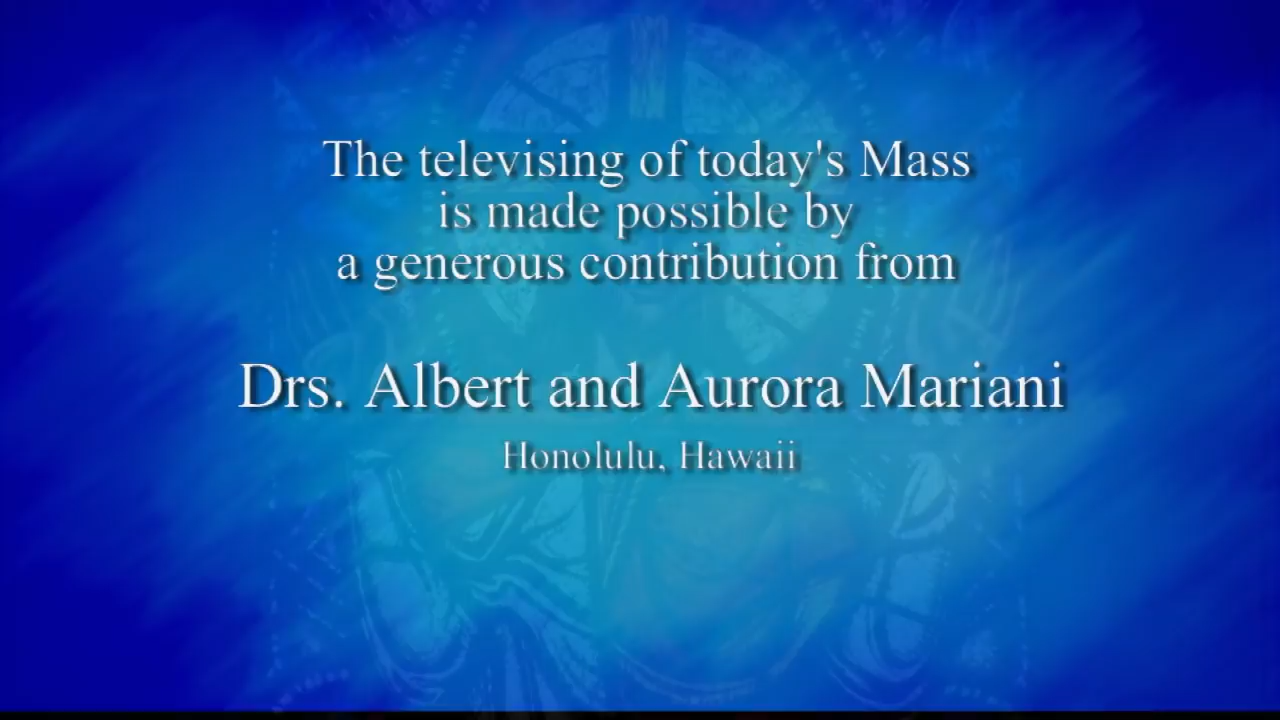 The televising of today's Mass
is made possible by
a generous contribution from
Drs. Albert and Aurora Mariani
Honolulu, Hawaii